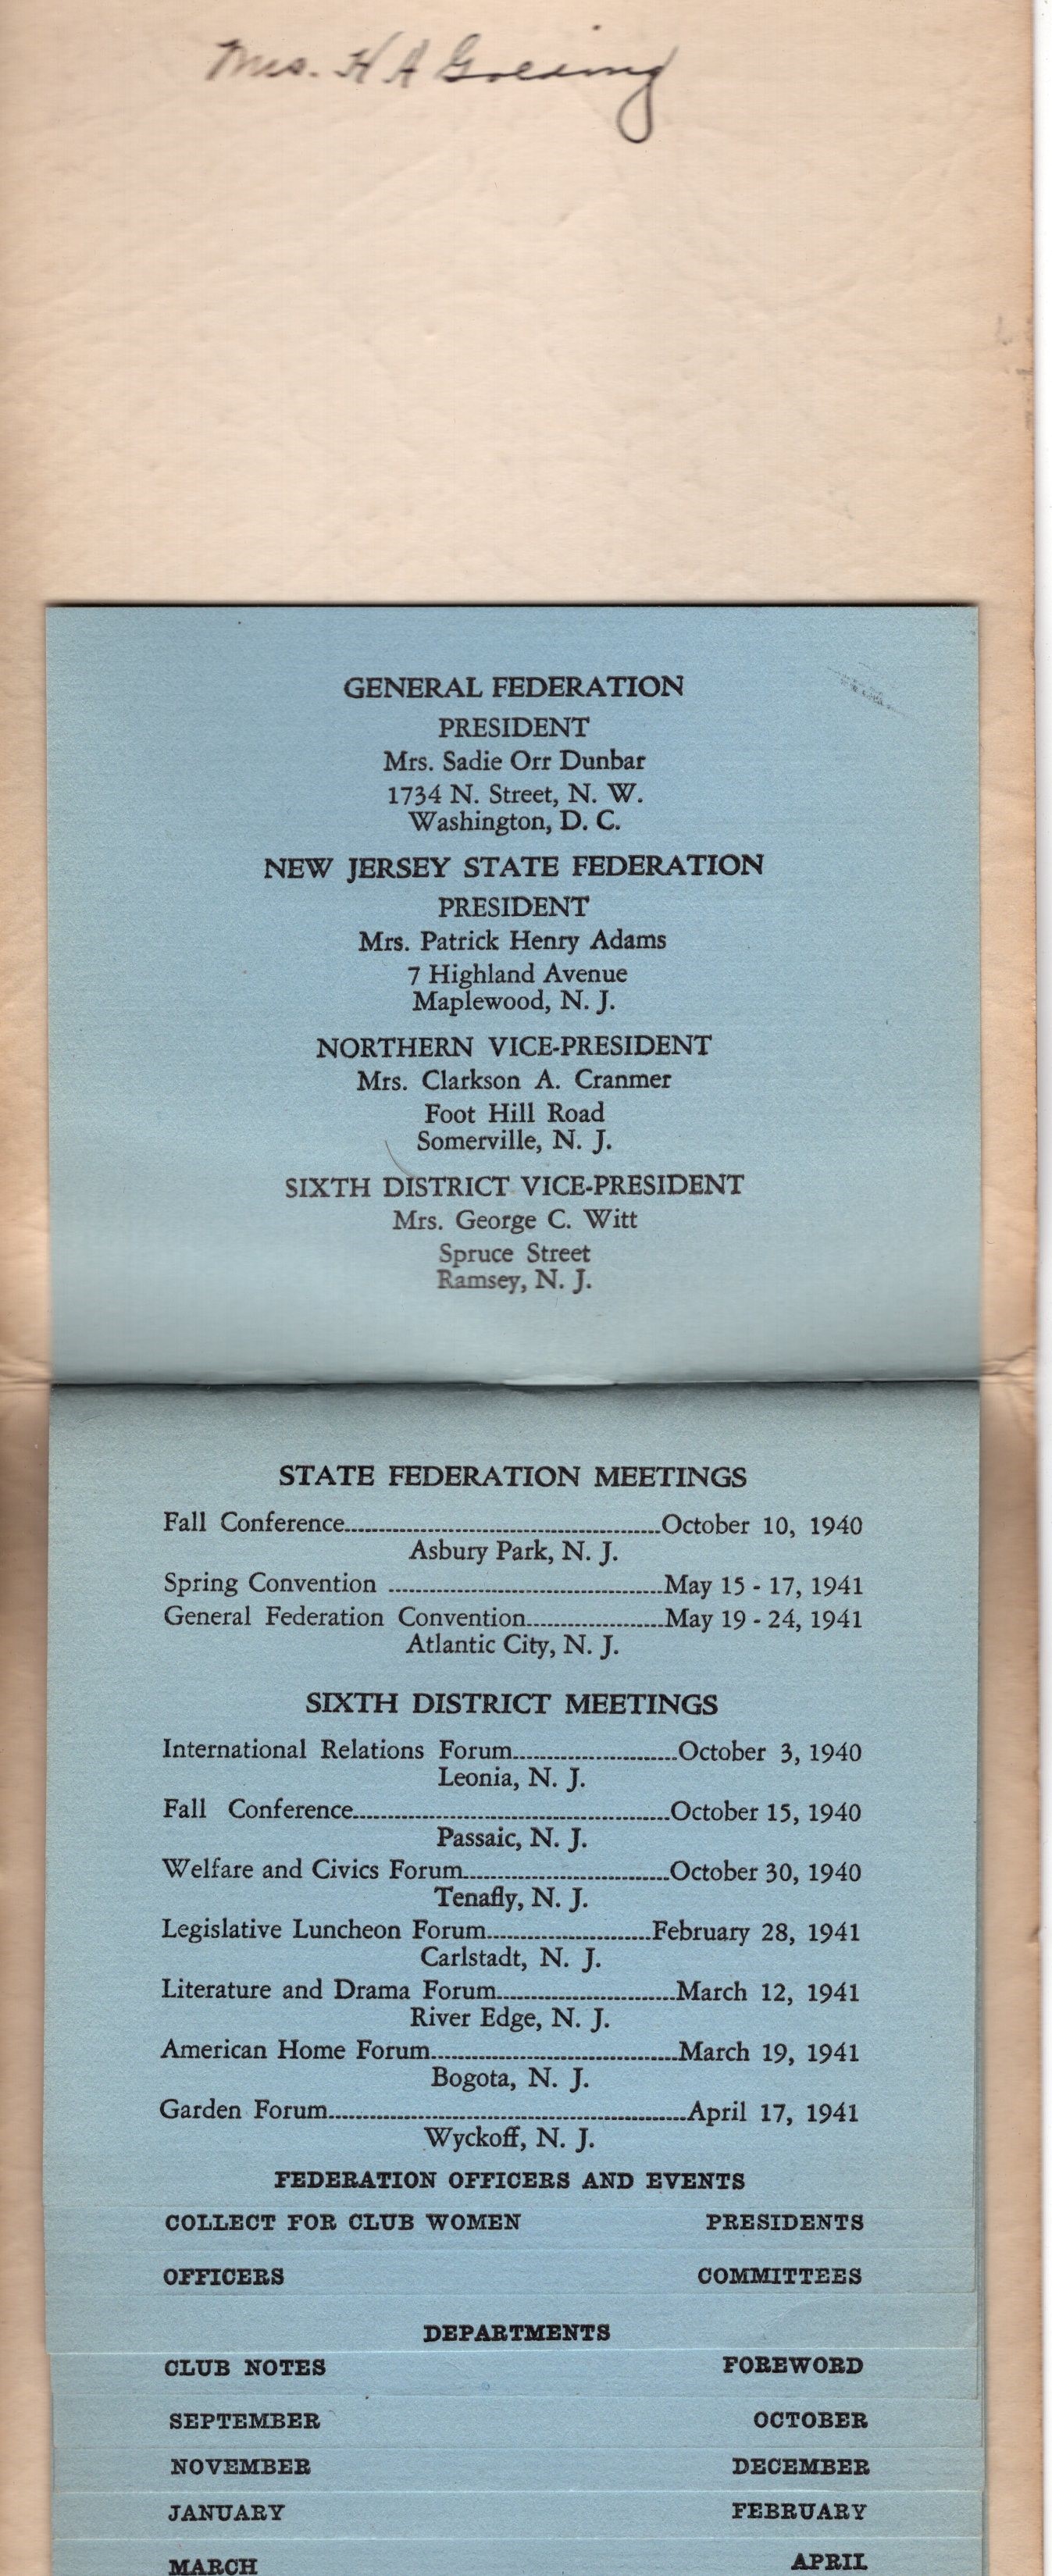 Mrs. H A Golding
GENERAL FEDERATION
PRESIDENT
Mrs. Sadie Orr Dunbar
1734 N. Street, N. W.
Washington, D. C.
NEW JERSEY STATE FEDERATION
PRESIDENT
Mrs. Patrick Henry Adams
7 Highland Avenue
Maplewood, N. J.
NORTHERN VICE-PRESIDENT
Mrs. Clarkson A. Cranmer
Foot Hill Road
Somerville, N. J.
SIXTH DISTRICT VICE-PRESIDENT
Mrs. George C. Witt
Spruce Street
Ramsey, N. J.
STATE FEDERATION MEETINGS
Fall Conference......October 10, 1940
Asbury Park, N. J.
Spring Convention ......May 15 - 17, 1941
General Federation Convention......May 19 - 24, 1941
Atlantic City, N. J.
SIXTH DISTRICT MEETINGS
International Relations Forum......October 3, 1940
Leonia, N. J.
Fall Conference......October 15, 1940
Passaic, N. J.
Welfare and Civics Forum......October 30, 1940
Tenafly, N. J.
Legislative Luncheon Forum......February 28, 1941
Carlstadt, N. J.
Literature and Drama Forum......March 12, 1941
River Edge, N. J.
American Home Forum......March 19, 1941
Bogota, N. J.
Garden Forum......April 17, 1941
Wyckoff, N. J.
FEDERATION OFFICERS AND EVENTS
COLLECT FOR CLUB WOMEN PRESIDENTS
OFFICERS COMMITTEES
DEPARTMENTS
CLUB NOTES FOREWORD
SEPTEMBER OCTOBER
NOVEMBER DECEMBER
JANUARY FEBRUARY
MARCH APRIL